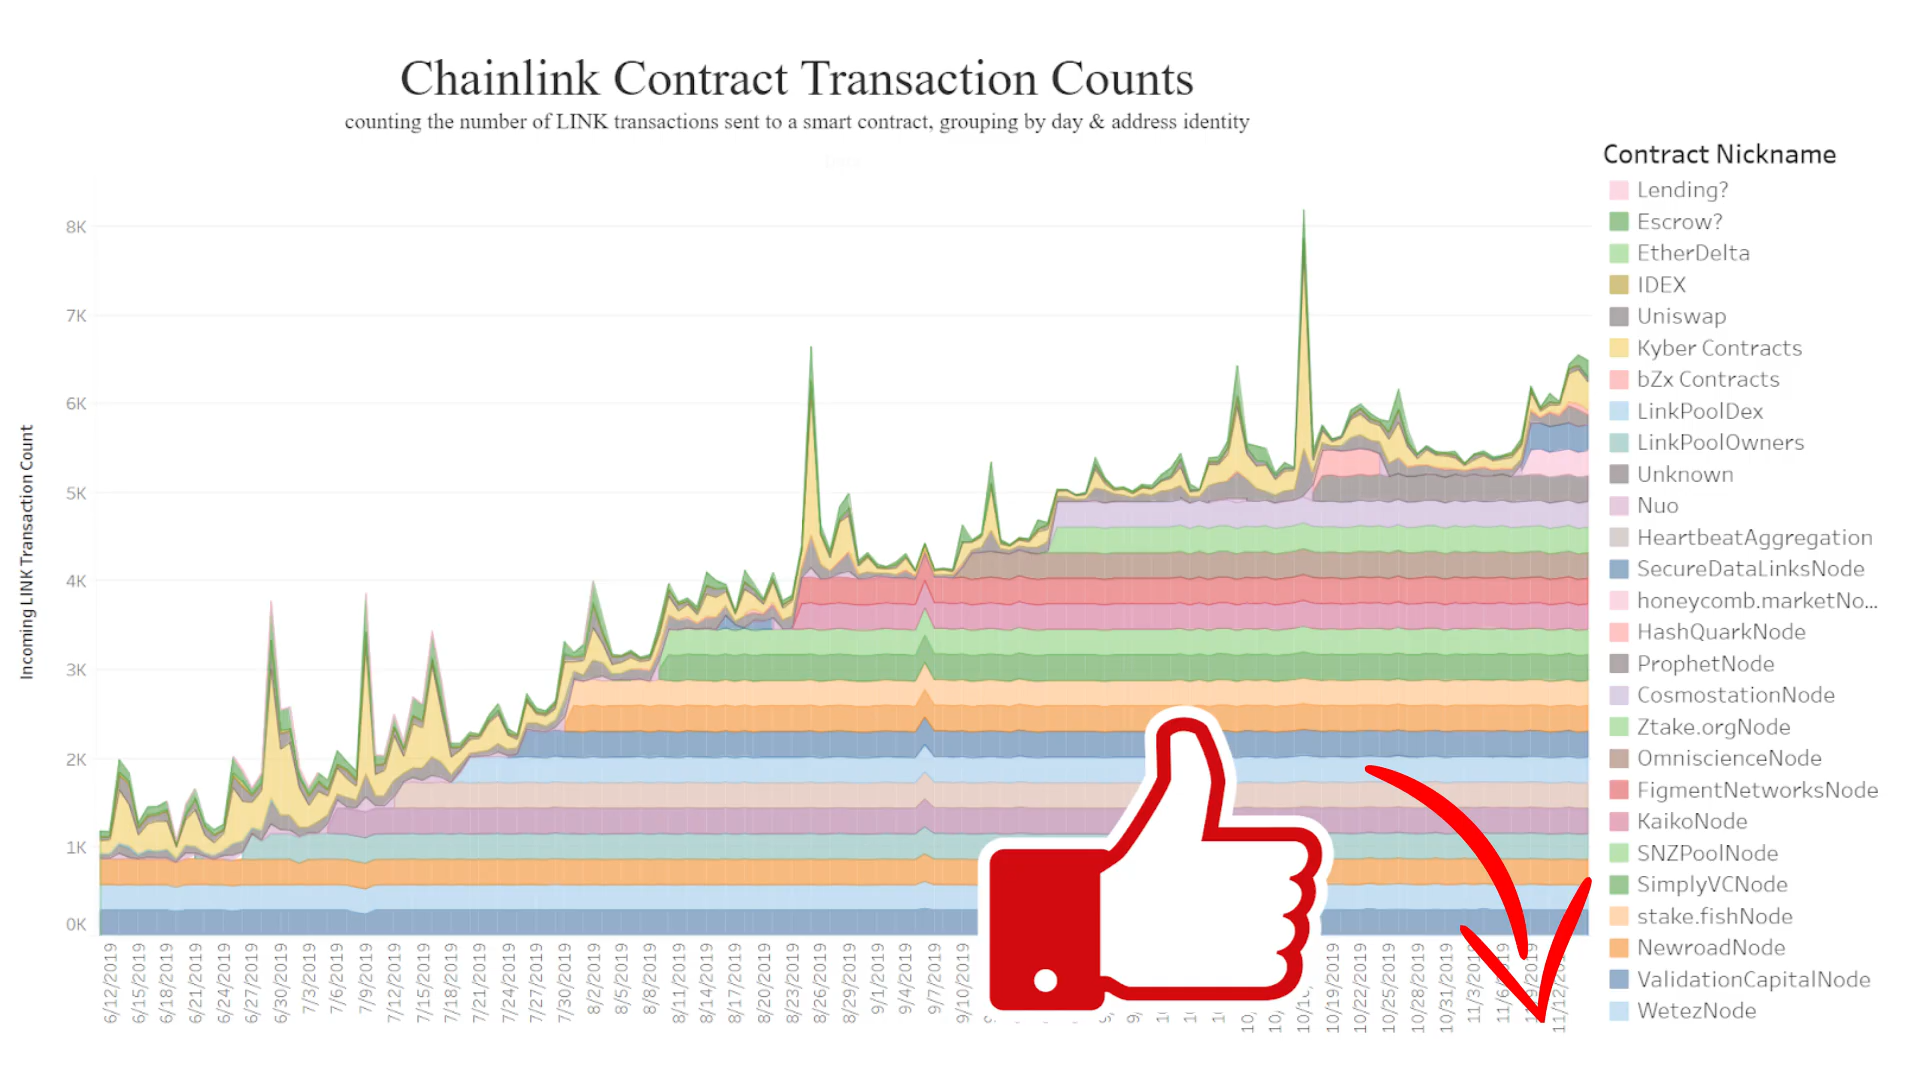 Chainlink Contract Transaction Counts
counting the number of LINK transactions sent to a smart contract, grouping by day & address identity
Contract Nickname
Lending?
Escrow?
EtherDelta
IDEX
Uniswap
Kyber Contracts
bZx Contracts
LinkPoolDex
LinkPoolOwners
Unknown
Nuo
HeartbeatAggregation
SecureDataLinksNode
honeycomb.marketNo...
HashQuarkNode
ProphetNode
CosmostationNode
Ztake.orgNode
OmniscienceNode
FigmentNetworksNode
KaikoNode
SNZPoolNode
SimplyVCNode
stake.fishNode
NewroadNode
ValidationCapitalNode
WetezNode
Incoming LINK Transaction Count
8K
7K
6K
5K
4K
3K
2K
1K
0K
6/12/2019
6/15/2019
6/18/2019
6/21/2019
6/24/2019
6/27/2019
6/30/2019
7/3/2019
7/6/2019
7/9/2019
7/12/2019
7/15/2019
7/18/2019
7/21/2019
7/24/2019
7/27/2019
7/30/2019
8/2/2019
8/5/2019
8/8/2019
8/11/2019
8/14/2019
8/17/2019
8/20/2019
8/23/2019
8/26/2019
8/29/2019
9/1/2019
9/4/2019
9/7/2019
9/10/2019
10/19/2019
10/22/2019
10/25/2019
10/28/2019
10/31/2019